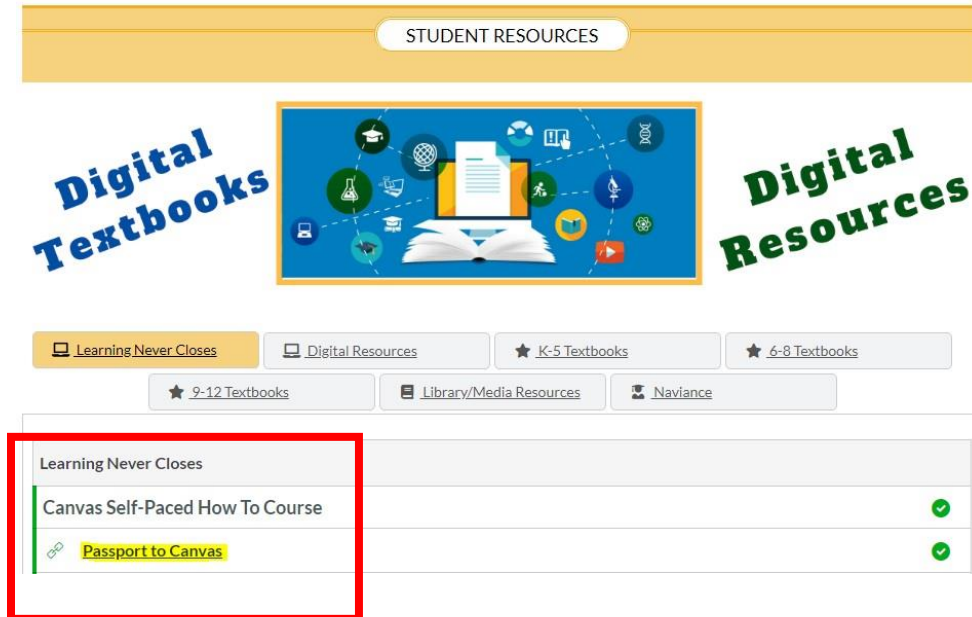 STUDENT RESOURCES
Digital
Textbooks
Digital
Resources
Learning Never Closes
Digital Resources
K-5 Textbooks
6-8 Textbooks
9-12 Textbooks
Library/Media Resources
Naviance
Learning Never Closes
Canvas Self-Paced How To Course
Passport to Canvas